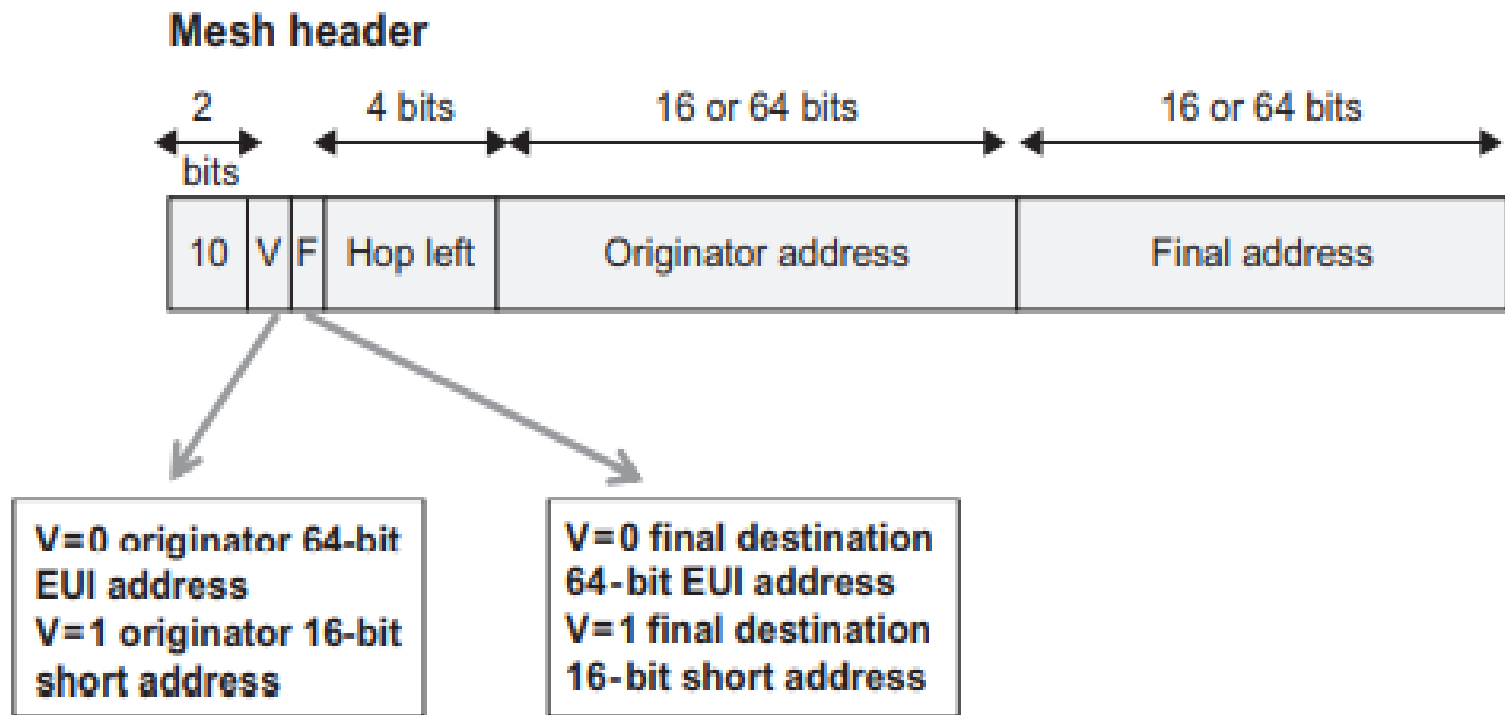 Mesh header
2
bits
4 bits
16 or 64 bits
16 or 64 bits
10 V F Hop left Originator address Final address
V=0 originator 64-bit
EUI address
V=1 originator 16-bit
short address
V=0 final destination
64-bit EUI address
V=1 final destination
16-bit short address